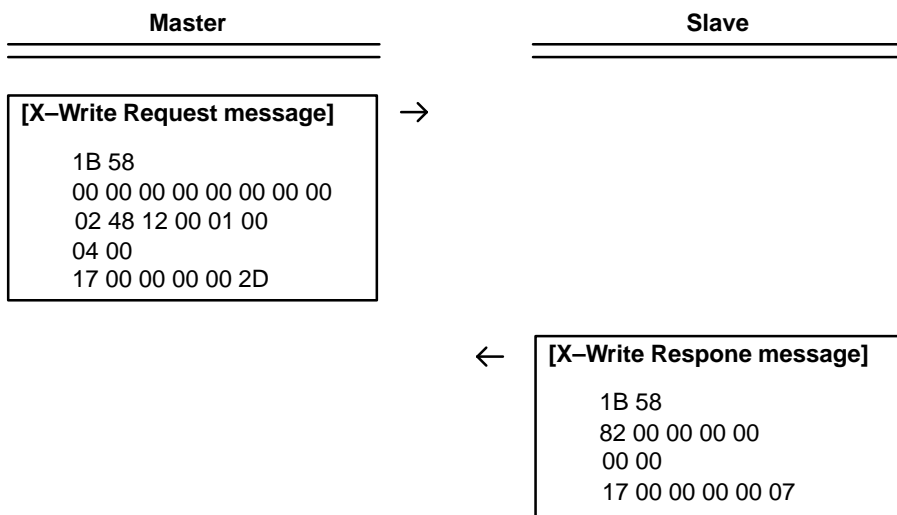 Master
Slave
[X–Write Request message]
1B 58
00 00 00 00 00 00 00 00
02 48 12 00 01 00
04 00
17 00 00 00 00 2D
[X–Write Respone message]
1B 58
82 00 00 00 00
00 00
17 00 00 00 00 07